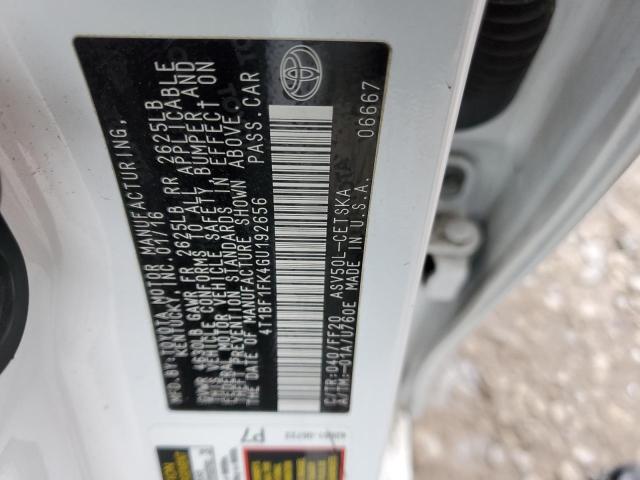 MFD.BY:TOYOTA MOTOR MANUFACTURING,
KENTUCKY, INC. 01/16
GVWR 4630LB GAWR FR 2625LB RR 2625LB
THIS VEHICLE CONFORMS TO ALL APPLICABLE
FEDERAL MOTOR VEHICLE SAFETY, BUMPER, AND
THEFT PREVENTION STANDARDS IN EFFECT ON
THE DATE OF MANUFACTURE SHOWN ABOVE.
4T1BF1FK4GU192656 PASS.CAR
C/TR:040/FF20 ASV50L-CETSKA
A/TM:-01A/U760E MADE IN U.S.A.
06667
P7